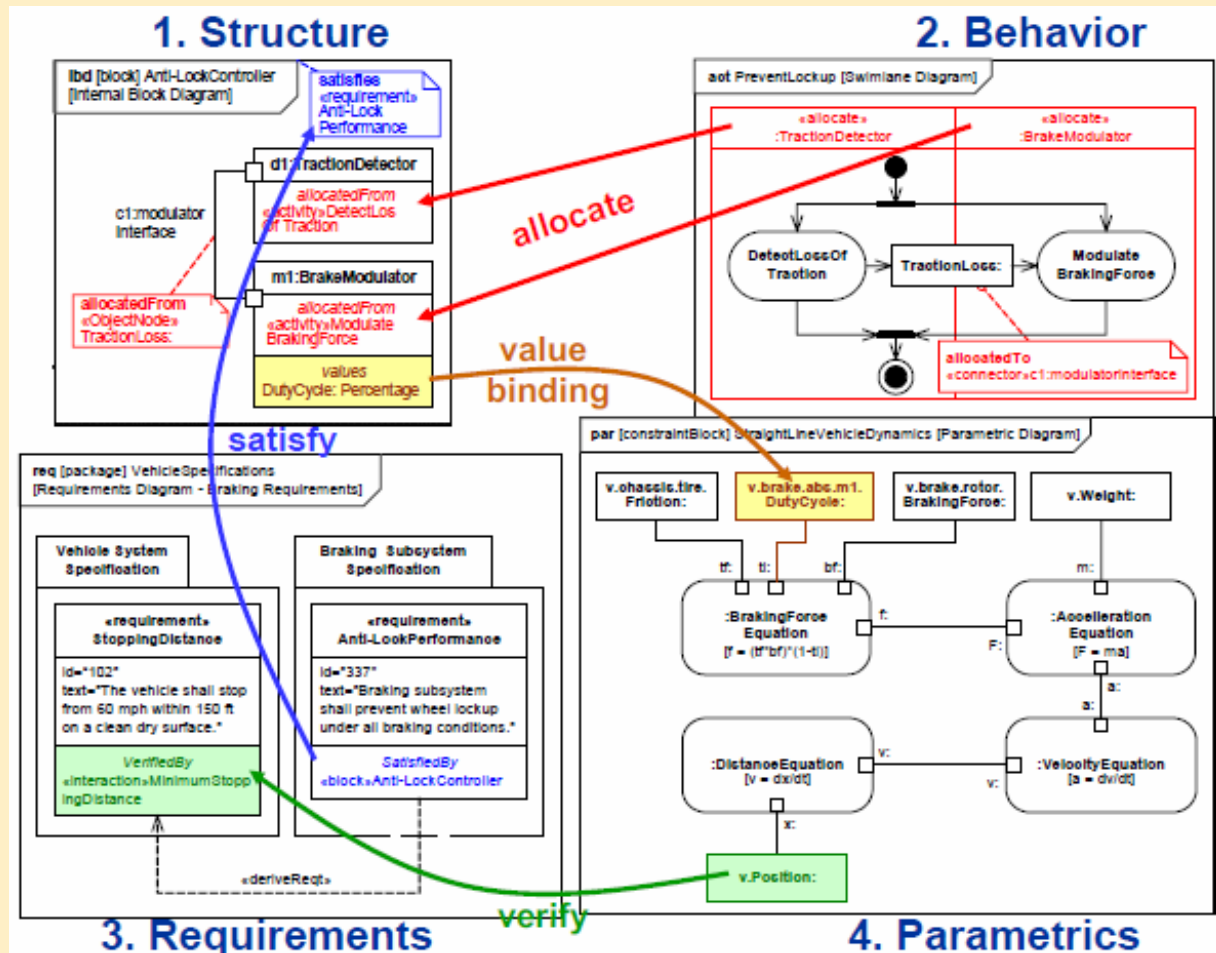 1. Structure
2. Behavior
ibd [block] Anti-LockController
[Internal Block Diagram]
satisfies
«requirement»
Anti-Lock
Performance
d1:TractionDetector
allocatedFrom
«activity»DetectLos
Of Traction
c1:modulator
Interface
m1:BrakeModulator
allocatedFrom
«activity»Modulate
BrakingForce
values
DutyCycle: Percentage
allocatedFrom
«ObjectNode»
TractionLoss:
allocate
value
binding
satisfy
act PreventLockup [Swimlane Diagram]
«allocate»
:TractionDetector
«allocate»
:BrakeModulator
DetectLossOf
Traction
TractionLoss:
Modulate
BrakingForce
allocatedTo
«connector»c1:modulatorInterface
req [package] VehicleSpecifications
[Requirements Diagram - Braking Requirements]
Vehicle System
Specification
Braking Subsystem
Specification
«requirement»
StoppingDistance
id="102"
text="The vehicle shall stop
from 60 mph within 150 ft
on a clean dry surface."
VerifiedBy
«interaction»MinimumStopp
ingDistance
«requirement»
Anti-LockPerformance
id="337"
text="Braking subsystem
shall prevent wheel lockup
under all braking conditions."
SatisfiedBy
«block»Anti-LockController
«deriveReqt»
verify
par [constraintBlock] StraightLineVehicleDynamics [Parametric Diagram]
v.chassis.tire.
Friction:
v.brake.abs.m1.
DutyCycle:
v.brake.rotor.
BrakingForce:
v.Weight:
tf:
tl:
bf:
m:
:BrakingForce
Equation
[f = (tf*bf)*(1-tl)]
f:
F:
:Accelleration
Equation
[F = ma]
a:
a:
:DistanceEquation
[v = dx/dt]
v:
v:
:VelocityEquation
[a = dv/dt]
x:
v.Position:
3. Requirements
4. Parametrics